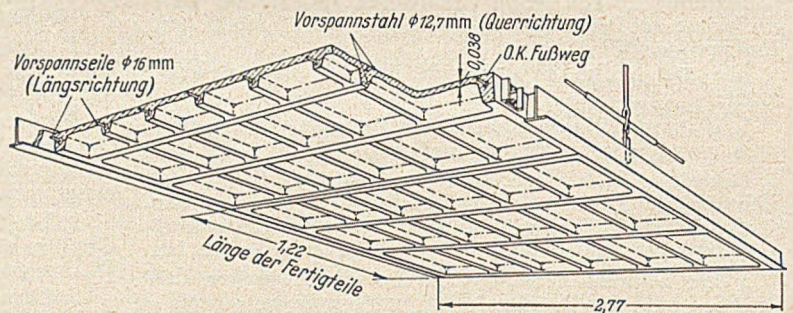 Vorspannstahl ϕ12,7mm (Querrichtung)
Vorspannseile ϕ16mm
(Längsrichtung)
0,038
O.K. Fußweg
1,22
Länge der Fertigteile
2,77